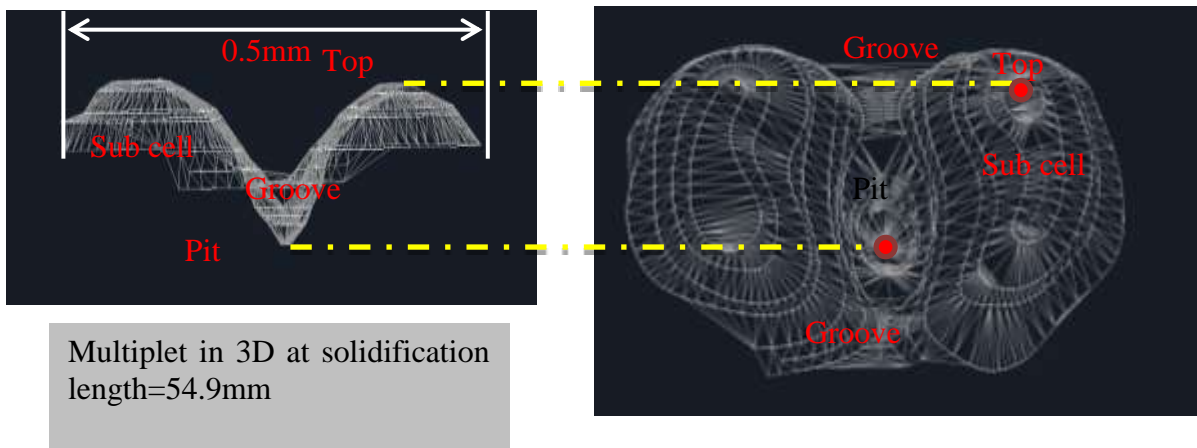 0.5mm Top
Sub cell
Groove
Pit
Groove
Top
Sub cell
Pit
Groove
Multiplet in 3D at solidification
length=54.9mm